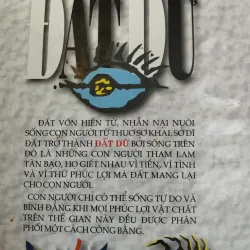 ĐẤT DỮ
ĐẤT VỐN HIỀN TỪ, NHẪN NẠI NUÔI
SỐNG CON NGƯỜI TỪ THUỞ SƠ KHAI. SỞ DĨ
ĐẤT TRỞ THÀNH ĐẤT DỮ BỞI SỐNG TRÊN
ĐÓ LÀ NHỮNG CON NGƯỜI THAM LAM
TÀN BẠO, HỌ GIẾT NHAU VÌ TIỀN, VÌ TÌNH
VÀ VÌ THỨ PHÚC LỢI MÀ ĐẤT MANG LẠI
CHO CON NGƯỜI.
CON NGƯỜI CHỈ CÓ THỂ SỐNG TỰ DO VÀ
BÌNH ĐẲNG KHI MỌI PHÚC LỢI VẬT CHẤT
TRÊN THẾ GIAN NÀY ĐỀU ĐƯỢC PHÂN
PHỐI MỘT CÁCH CÔNG BẰNG.